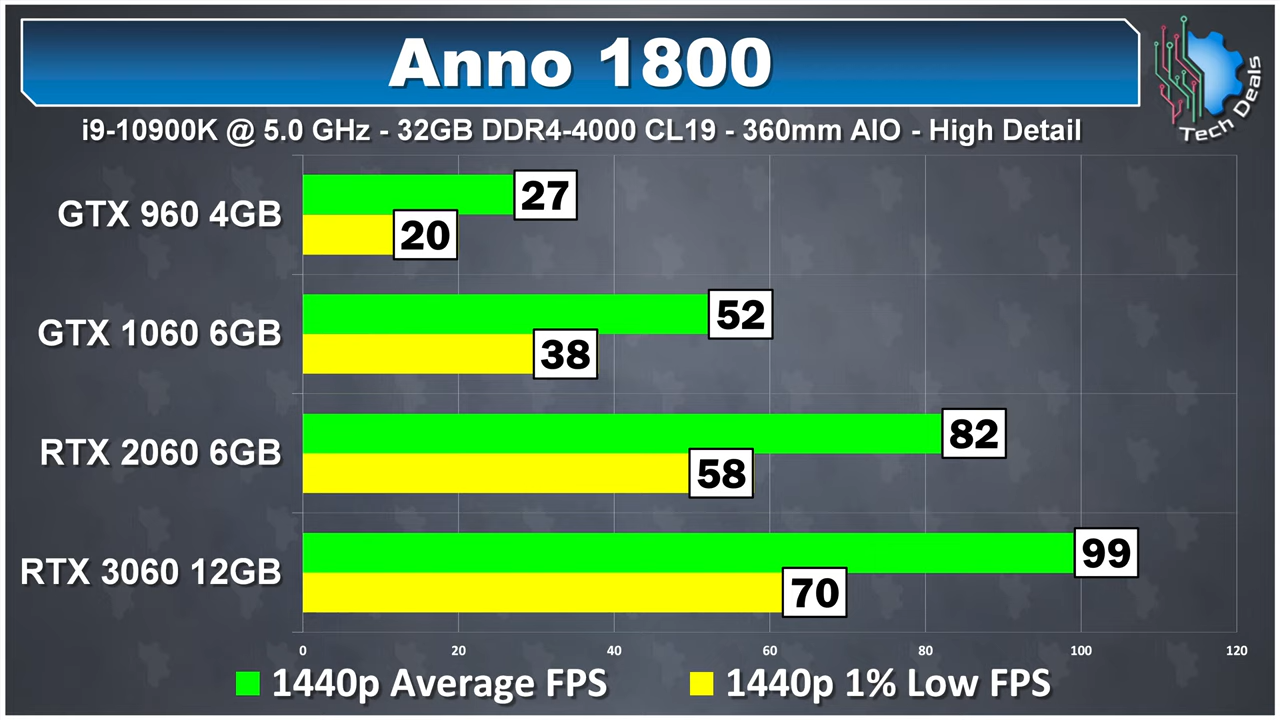 Anno 1800
Tech Deals
i9-10900K @ 5.0 GHz - 32GB DDR4-4000 CL19 - 360mm AIO - High Detail
GTX 960 4GB
27
20
GTX 1060 6GB
52
38
RTX 2060 6GB
82
58
RTX 3060 12GB
99
70
0 20 40 60 80 100 120
1440p Average FPS 1440p 1% Low FPS